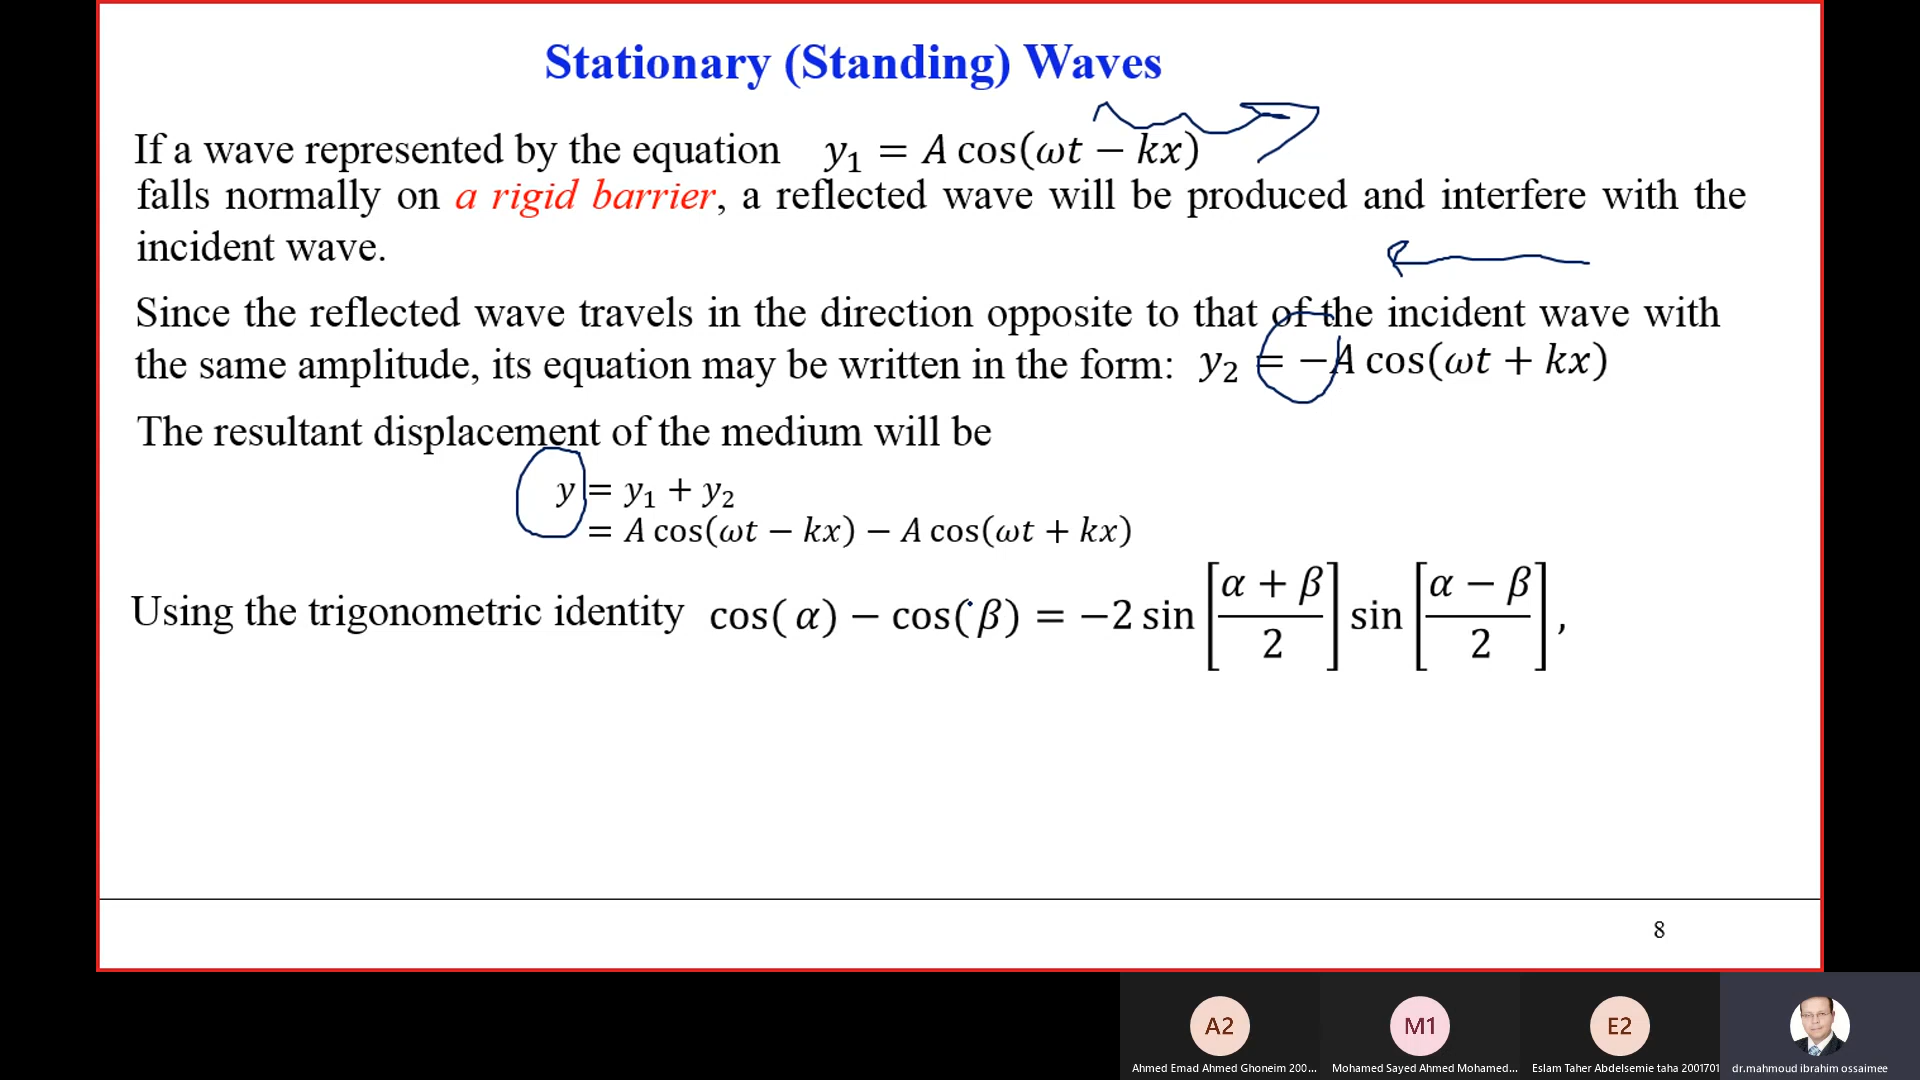 Stationary (Standing) Waves
If a wave represented by the equation y₁ = A cos(ωt − kx)
falls normally on a rigid barrier, a reflected wave will be produced and interfere with the
incident wave.
Since the reflected wave travels in the direction opposite to that of the incident wave with
the same amplitude, its equation may be written in the form: y₂ = −A cos(ωt + kx)
The resultant displacement of the medium will be
y = y₁ + y₂
= A cos(ωt − kx) − A cos(ωt + kx)
Using the trigonometric identity cos( α) − cos( β) = −2 sin [(α + β)/2] sin [(α − β)/2],
8
A2 M1 E2
Ahmed Emad Ahmed Ghoneim 200... Mohamed Sayed Ahmed Mohamed... Eslam Taher Abdelsemie taha 2001701 dr.mahmoud ibrahim ossaimee